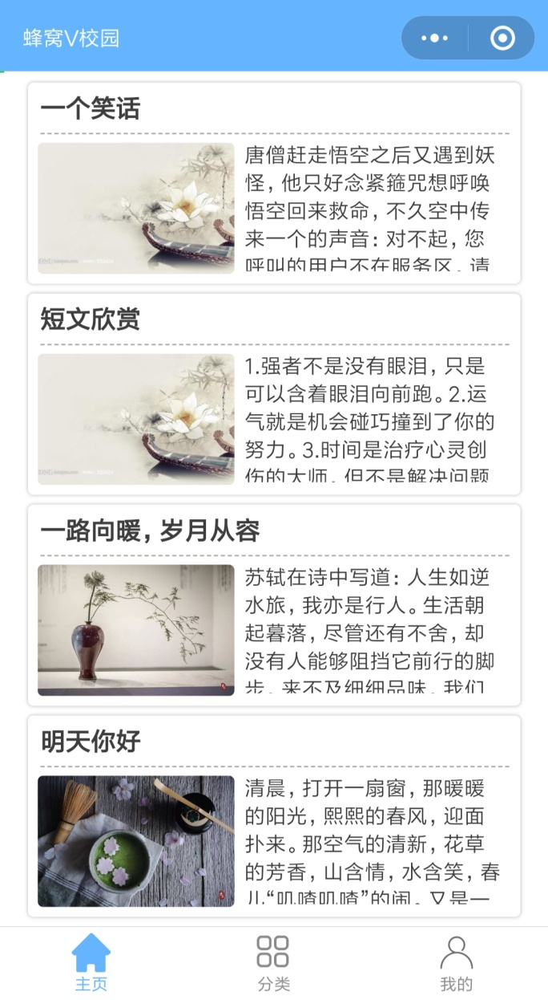 蜂窝V校园
一个笑话
唐僧赶走悟空之后又遇到妖
怪，他只好念紧箍咒想呼唤
悟空回来救命，不久空中传
来一个的声音：对不起，您
呼叫的用户不在服务区，请
短文欣赏
1.强者不是没有眼泪，只是
可以含着眼泪向前跑。2.运
气就是机会碰巧撞到了你的
努力。3.时间是治疗心灵创
伤的大师，但不是解决问题
一路向暖，岁月从容
苏轼在诗中写道：人生如逆
水旅，我亦是行人。生活朝
起暮落，尽管还有不舍，却
没有人能够阻挡它前行的脚
步，来不及细细品味，我们
明天你好
清晨，打开一扇窗，那暖暖
的阳光，熙熙的春风，迎面
扑来。那空气的清新，花草
的芳香，山含情，水含笑，春
儿“叽喳叽喳”的闹，又是一
主页
分类
我的